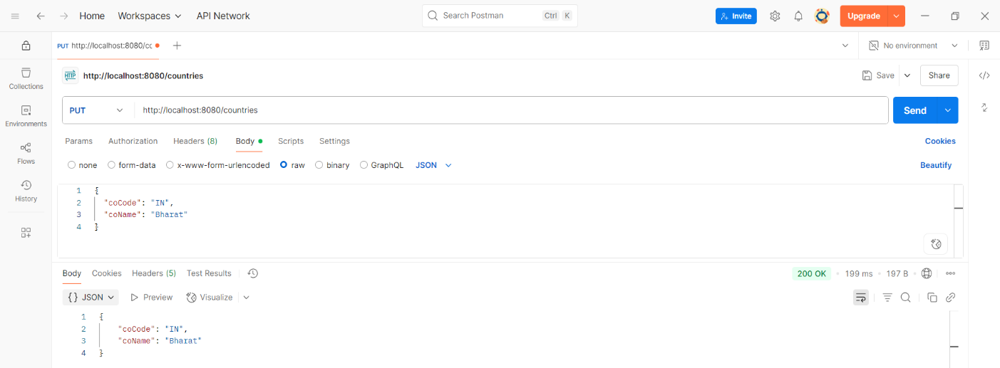 Home Workspaces API Network Search Postman Ctrl K Invite Upgrade
PUT http://localhost:8080/cc No environment
HTTP http://localhost:8080/countries Save Share
Collections
PUT http://localhost:8080/countries Send
Environments
Params Authorization Headers (8) Body Scripts Settings Cookies
Flows
none form-data x-www-form-urlencoded raw binary GraphQL JSON Beautify
History
1 {
2 "coCode": "IN",
3 "coName": "Bharat"
4 }
Body Cookies Headers (5) Test Results 200 OK • 199 ms • 197 B
{} JSON Preview Visualize
1 {
2 "coCode": "IN",
3 "coName": "Bharat"
4 }